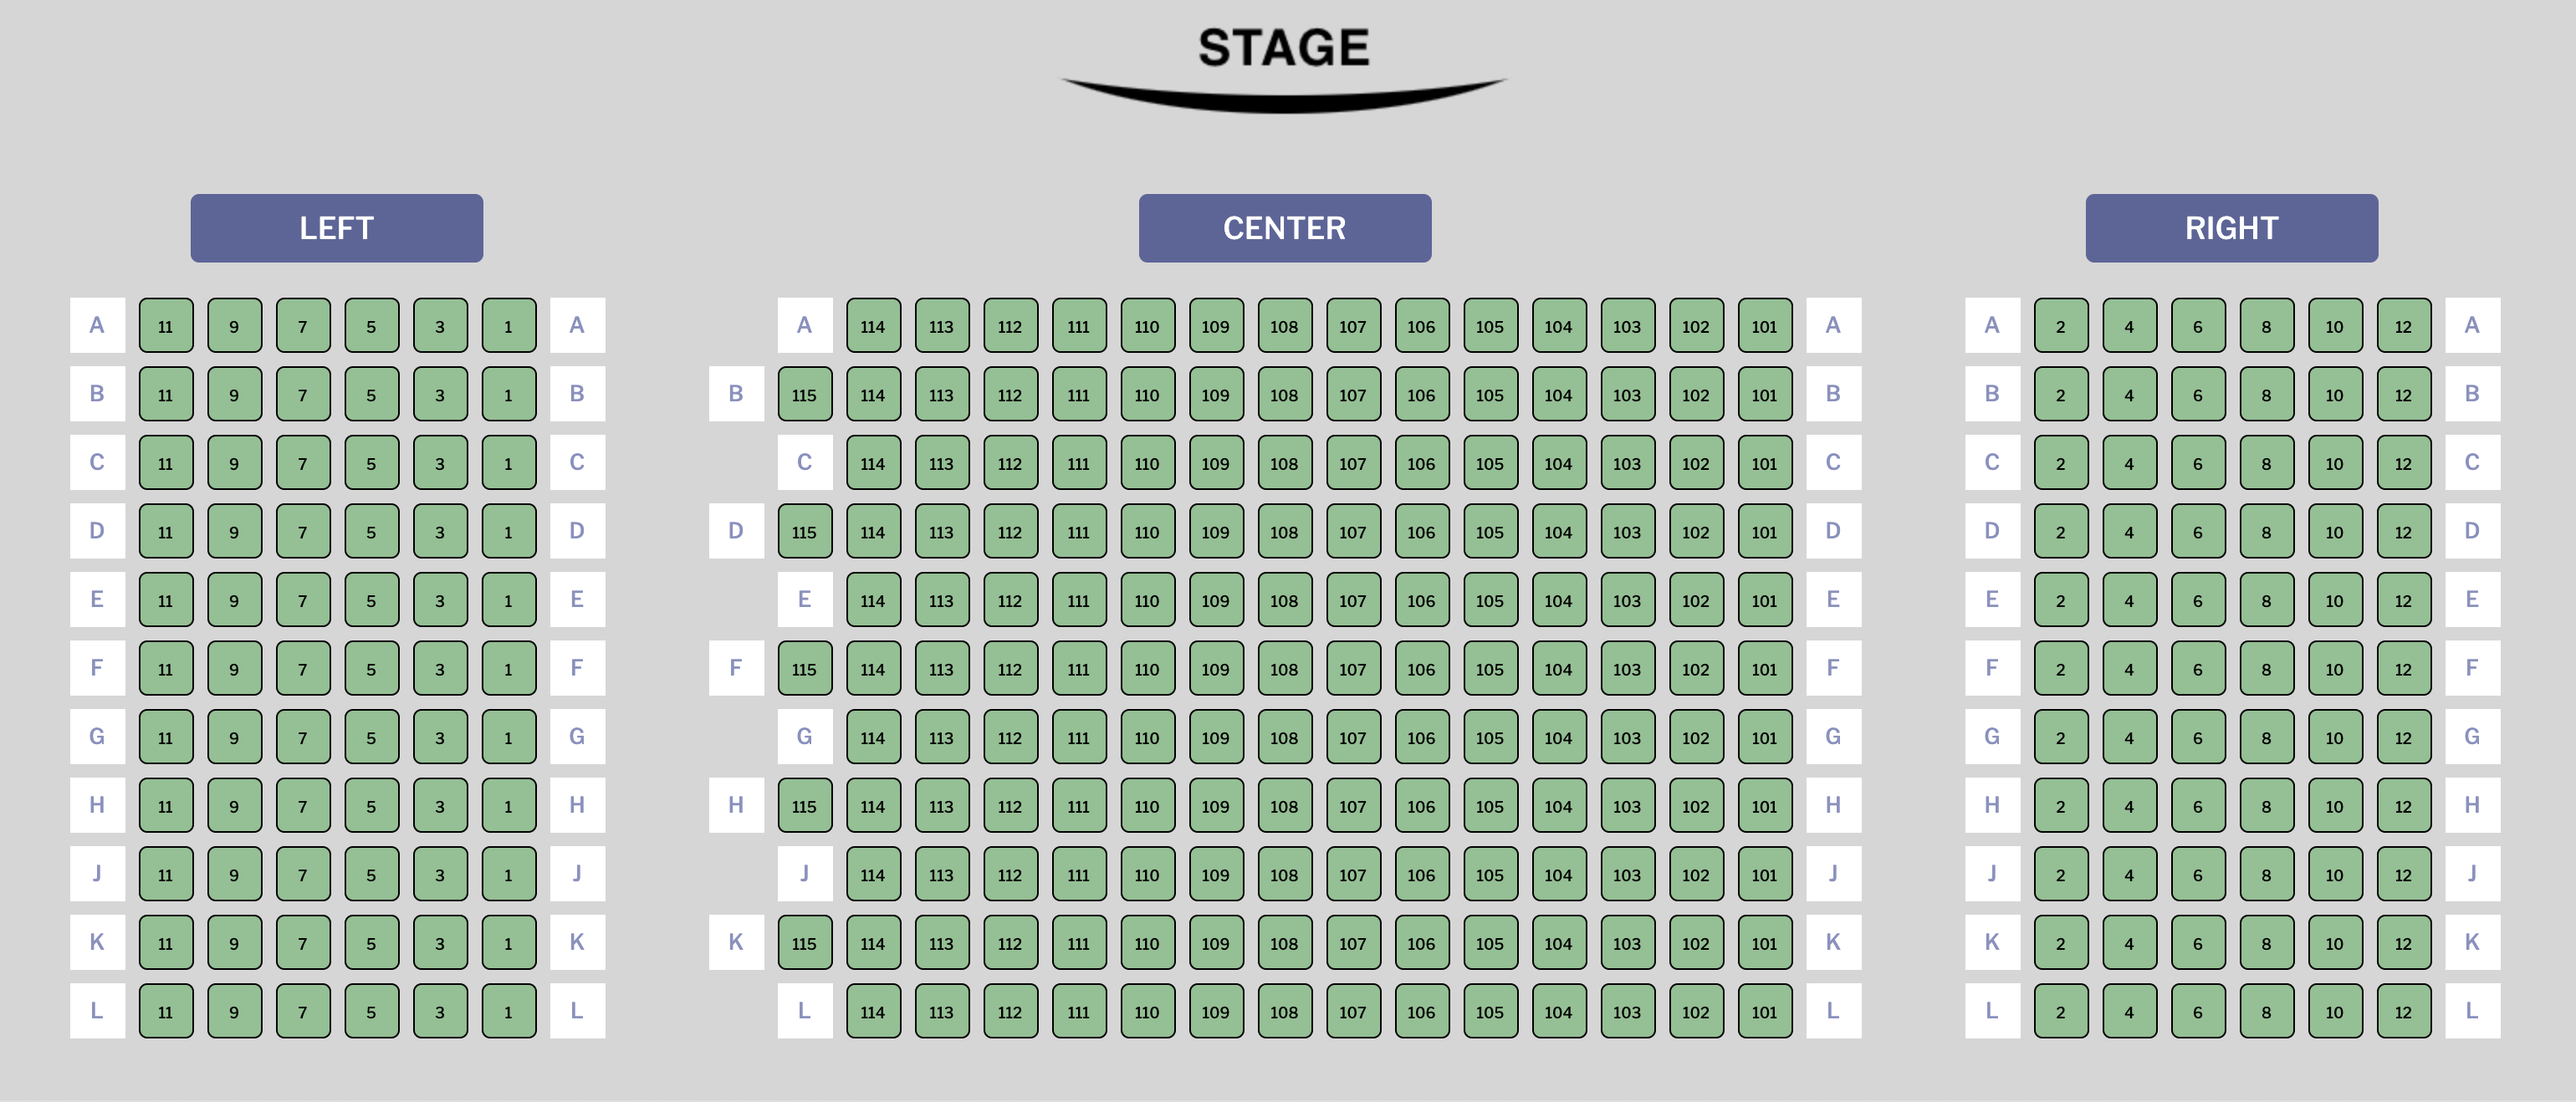 STAGE
LEFT CENTER RIGHT
A 11 9 7 5 3 1 A A 114 113 112 111 110 109 108 107 106 105 104 103 102 101 A A 2 4 6 8 10 12 A
B 11 9 7 5 3 1 B B 115 114 113 112 111 110 109 108 107 106 105 104 103 102 101 B B 2 4 6 8 10 12 B
C 11 9 7 5 3 1 C C 114 113 112 111 110 109 108 107 106 105 104 103 102 101 C C 2 4 6 8 10 12 C
D 11 9 7 5 3 1 D D 115 114 113 112 111 110 109 108 107 106 105 104 103 102 101 D D 2 4 6 8 10 12 D
E 11 9 7 5 3 1 E E 114 113 112 111 110 109 108 107 106 105 104 103 102 101 E E 2 4 6 8 10 12 E
F 11 9 7 5 3 1 F F 115 114 113 112 111 110 109 108 107 106 105 104 103 102 101 F F 2 4 6 8 10 12 F
G 11 9 7 5 3 1 G G 114 113 112 111 110 109 108 107 106 105 104 103 102 101 G G 2 4 6 8 10 12 G
H 11 9 7 5 3 1 H H 115 114 113 112 111 110 109 108 107 106 105 104 103 102 101 H H 2 4 6 8 10 12 H
J 11 9 7 5 3 1 J J 114 113 112 111 110 109 108 107 106 105 104 103 102 101 J J 2 4 6 8 10 12 J
K 11 9 7 5 3 1 K K 115 114 113 112 111 110 109 108 107 106 105 104 103 102 101 K K 2 4 6 8 10 12 K
L 11 9 7 5 3 1 L L 114 113 112 111 110 109 108 107 106 105 104 103 102 101 L L 2 4 6 8 10 12 L